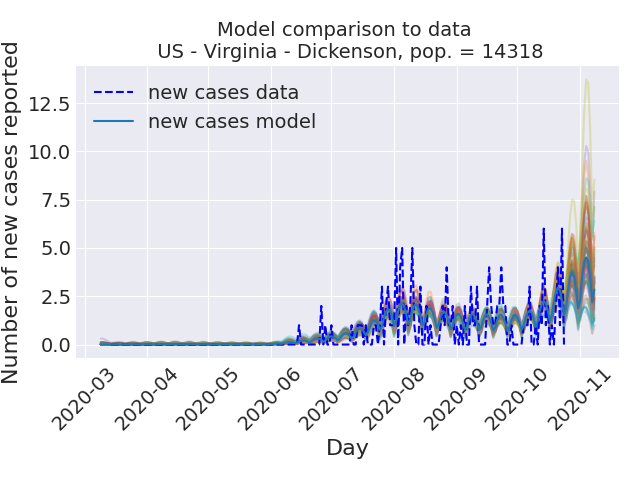 Model comparison to data
US - Virginia - Dickenson, pop. = 14318
Number of new cases reported
12.5
10.0
7.5
5.0
2.5
0.0
new cases data
new cases model
2020-03
2020-04
2020-05
2020-06
2020-07
2020-08
2020-09
2020-10
2020-11
Day